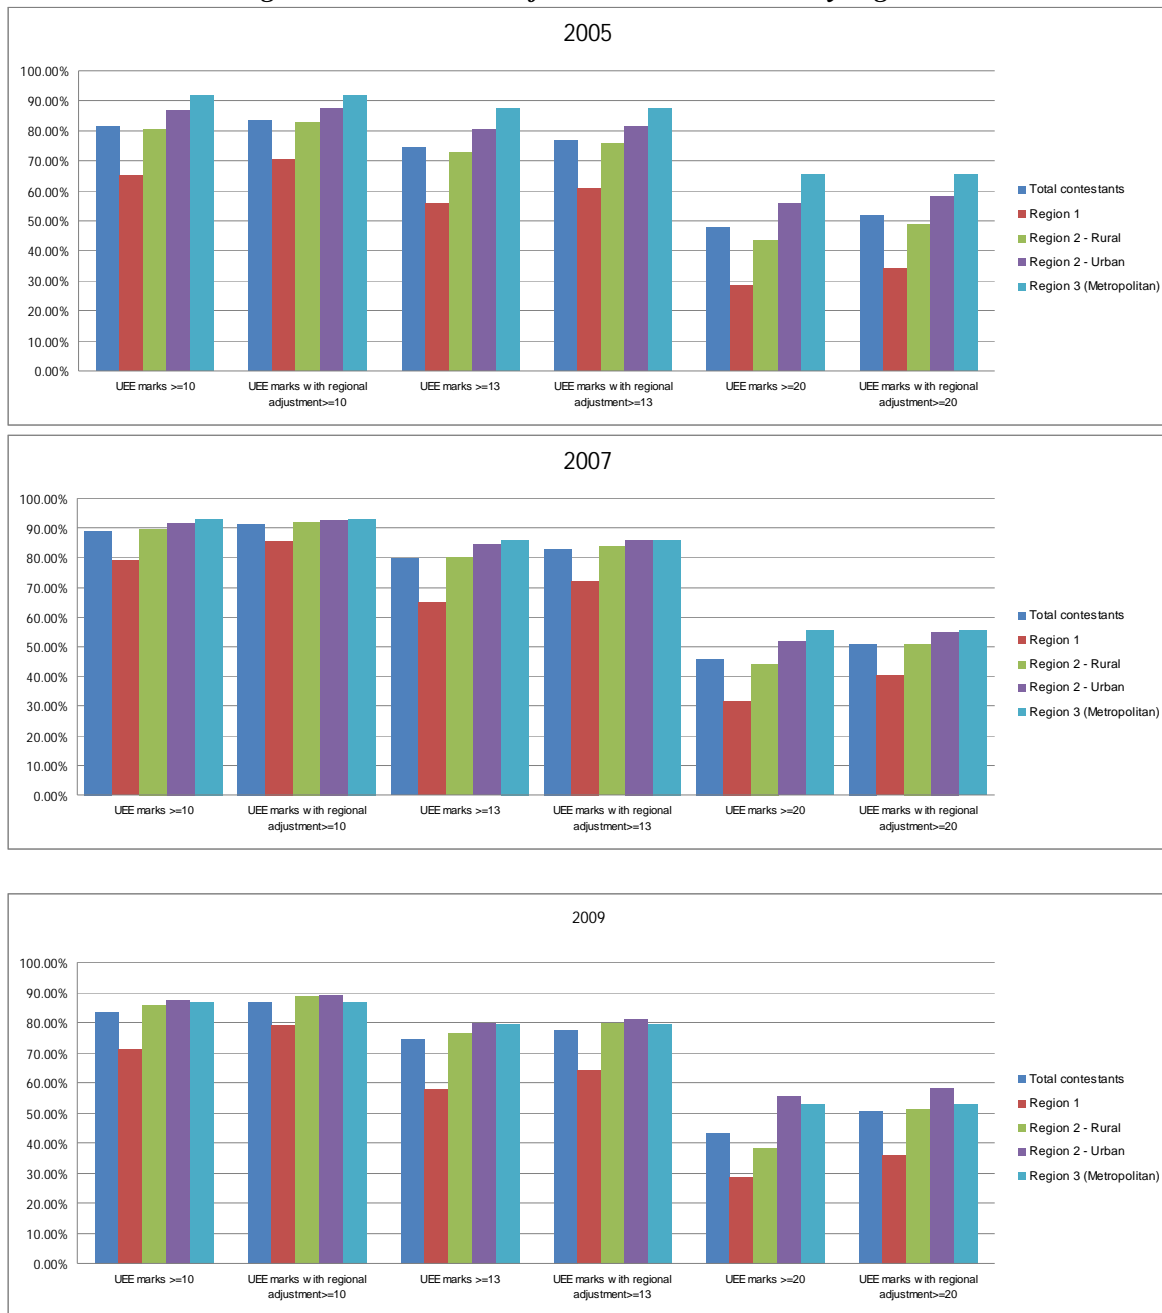 2005
100.00%
90.00%
80.00%
70.00%
60.00%
50.00%
40.00%
30.00%
20.00%
10.00%
0.00%
UEE marks >=10
UEE marks with regional
adjustment>=10
UEE marks >=13
UEE marks with regional
adjustment>=13
UEE marks >=20
UEE marks with regional
adjustment>=20
Total contestants
Region 1
Region 2 - Rural
Region 2 - Urban
Region 3 (Metropolitan)
2007
100.00%
90.00%
80.00%
70.00%
60.00%
50.00%
40.00%
30.00%
20.00%
10.00%
0.00%
UEE marks >=10
UEE marks with regional
adjustment>=10
UEE marks >=13
UEE marks with regional
adjustment>=13
UEE marks >=20
UEE marks with regional
adjustment>=20
Total contestants
Region 1
Region 2 - Rural
Region 2 - Urban
Region 3 (Metropolitan)
2009
100.00%
90.00%
80.00%
70.00%
60.00%
50.00%
40.00%
30.00%
20.00%
10.00%
0.00%
UEE marks >=10
UEE marks with regional
adjustment>=10
UEE marks >=13
UEE marks with regional
adjustment>=13
UEE marks >=20
UEE marks with regional
adjustment>=20
Total contestants
Region 1
Region 2 - Rural
Region 2 - Urban
Region 3 (Metropolitan)